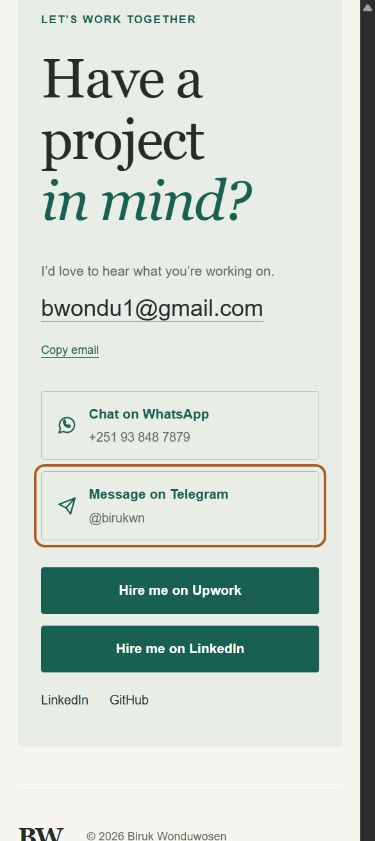 LET'S WORK TOGETHER
Have a
project
in mind?
I'd love to hear what you're working on.
bwondu1@gmail.com
Copy email
Chat on WhatsApp
+251 93 848 7879
Message on Telegram
@birukwn
Hire me on Upwork
Hire me on LinkedIn
LinkedIn GitHub
BW © 2026 Biruk Wonduwosen